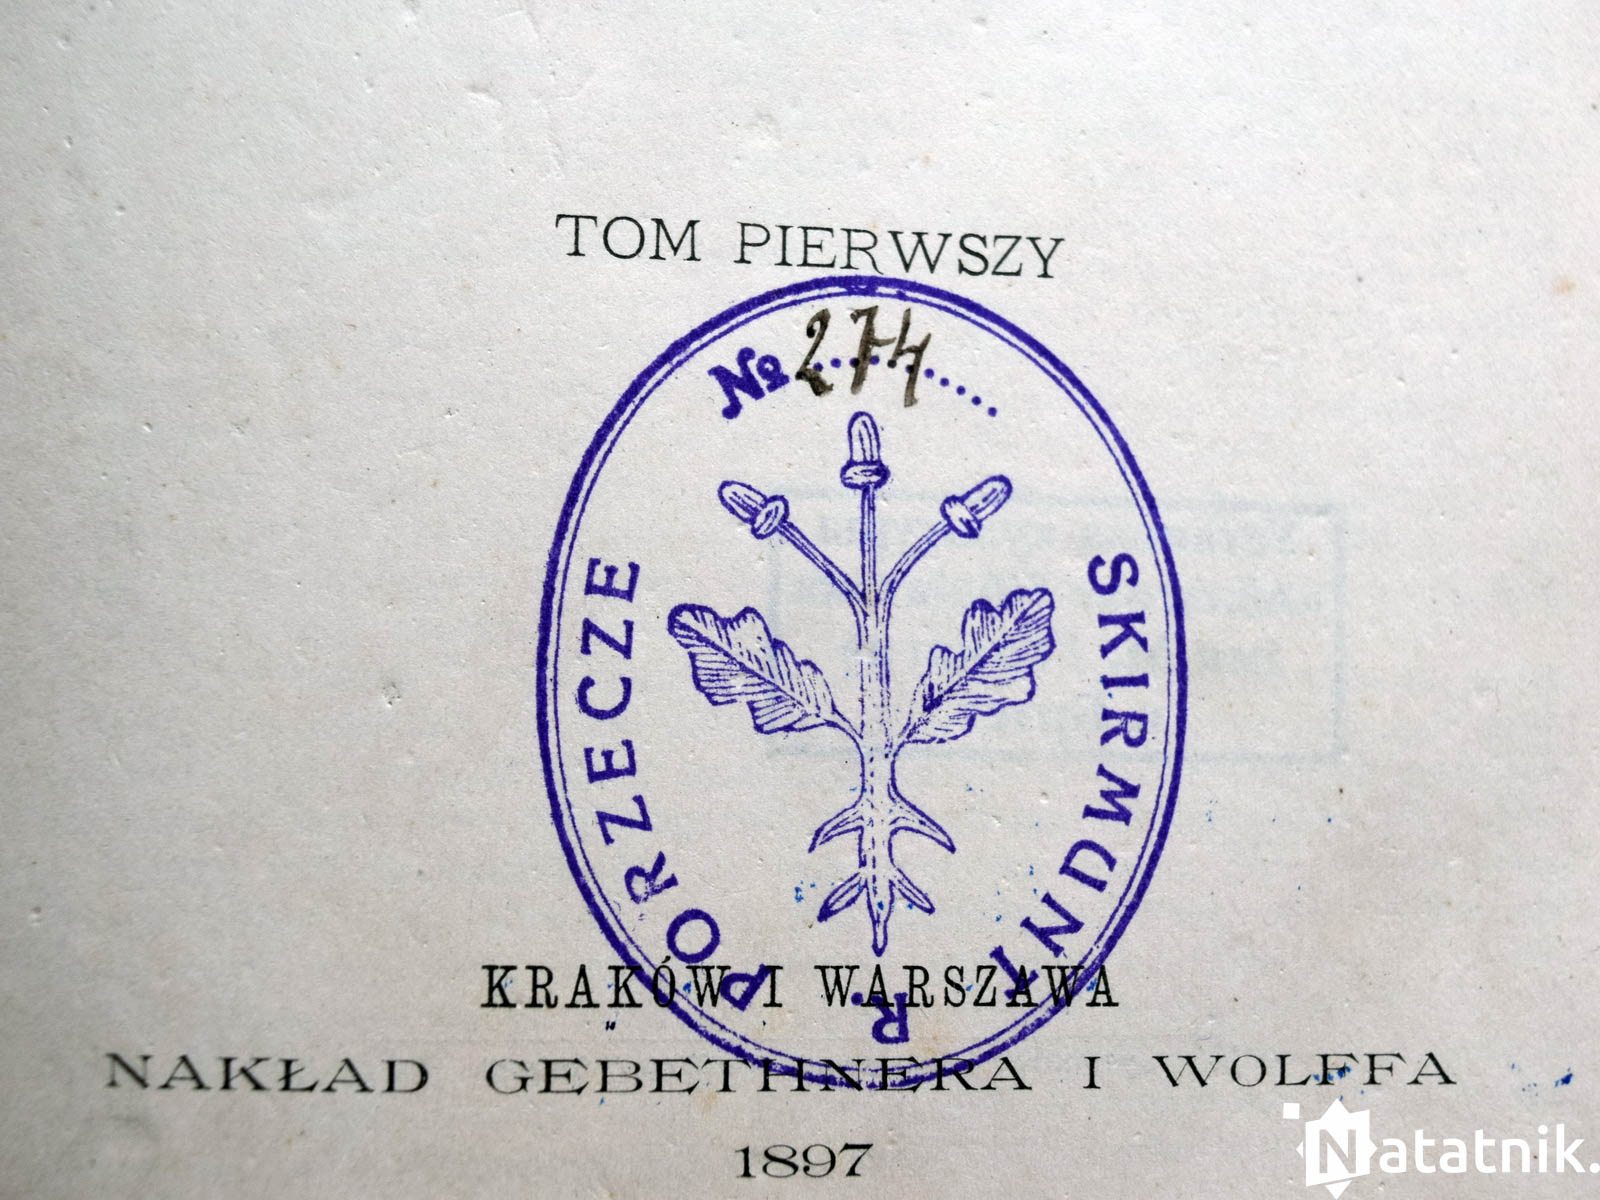 TOM PIERWSZY
№ 274
PORZECZE
SKIRMUNT
R.
KRAKÓW I WARSZAWA
NAKŁAD GEBETHNERA I WOLFFA
1897
Natatnik.